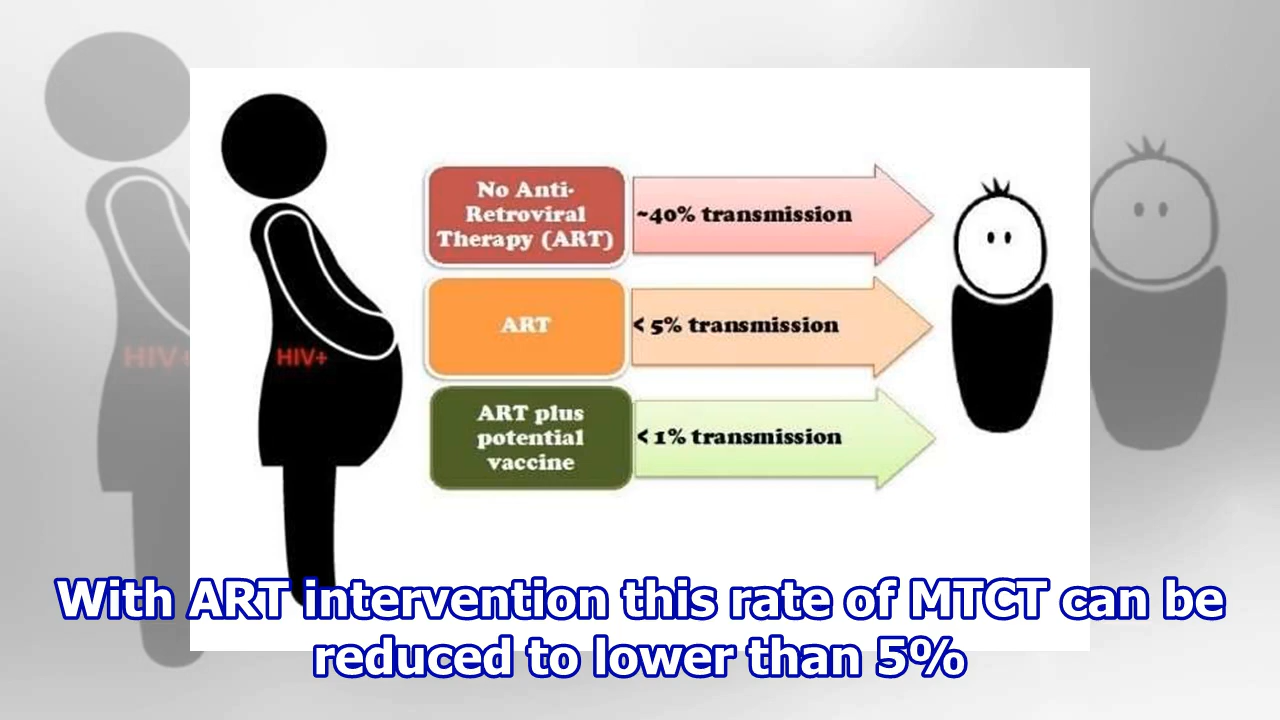 No Anti-
Retroviral
Therapy (ART)
~40% transmission
ART
< 5% transmission
HIV+
HIV+
ART plus
potential
vaccine
< 1% transmission
With ART intervention this rate of MTCT can be
reduced to lower than 5%